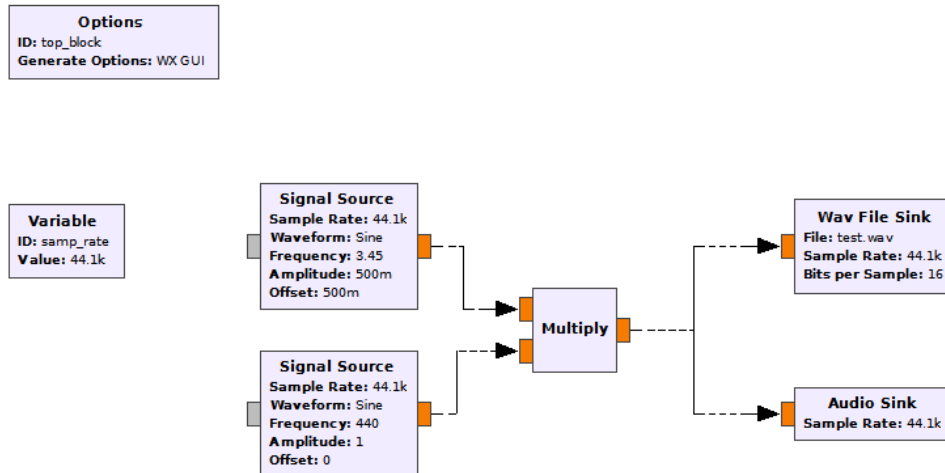 Options
ID: top_block
Generate Options: WX GUI
Variable
ID: samp_rate
Value: 44.1k
Signal Source
Sample Rate: 44.1k
Waveform: Sine
Frequency: 3.45
Amplitude: 500m
Offset: 500m
Signal Source
Sample Rate: 44.1k
Waveform: Sine
Frequency: 440
Amplitude: 1
Offset: 0
Multiply
Wav File Sink
File: test.wav
Sample Rate: 44.1k
Bits per Sample: 16
Audio Sink
Sample Rate: 44.1k